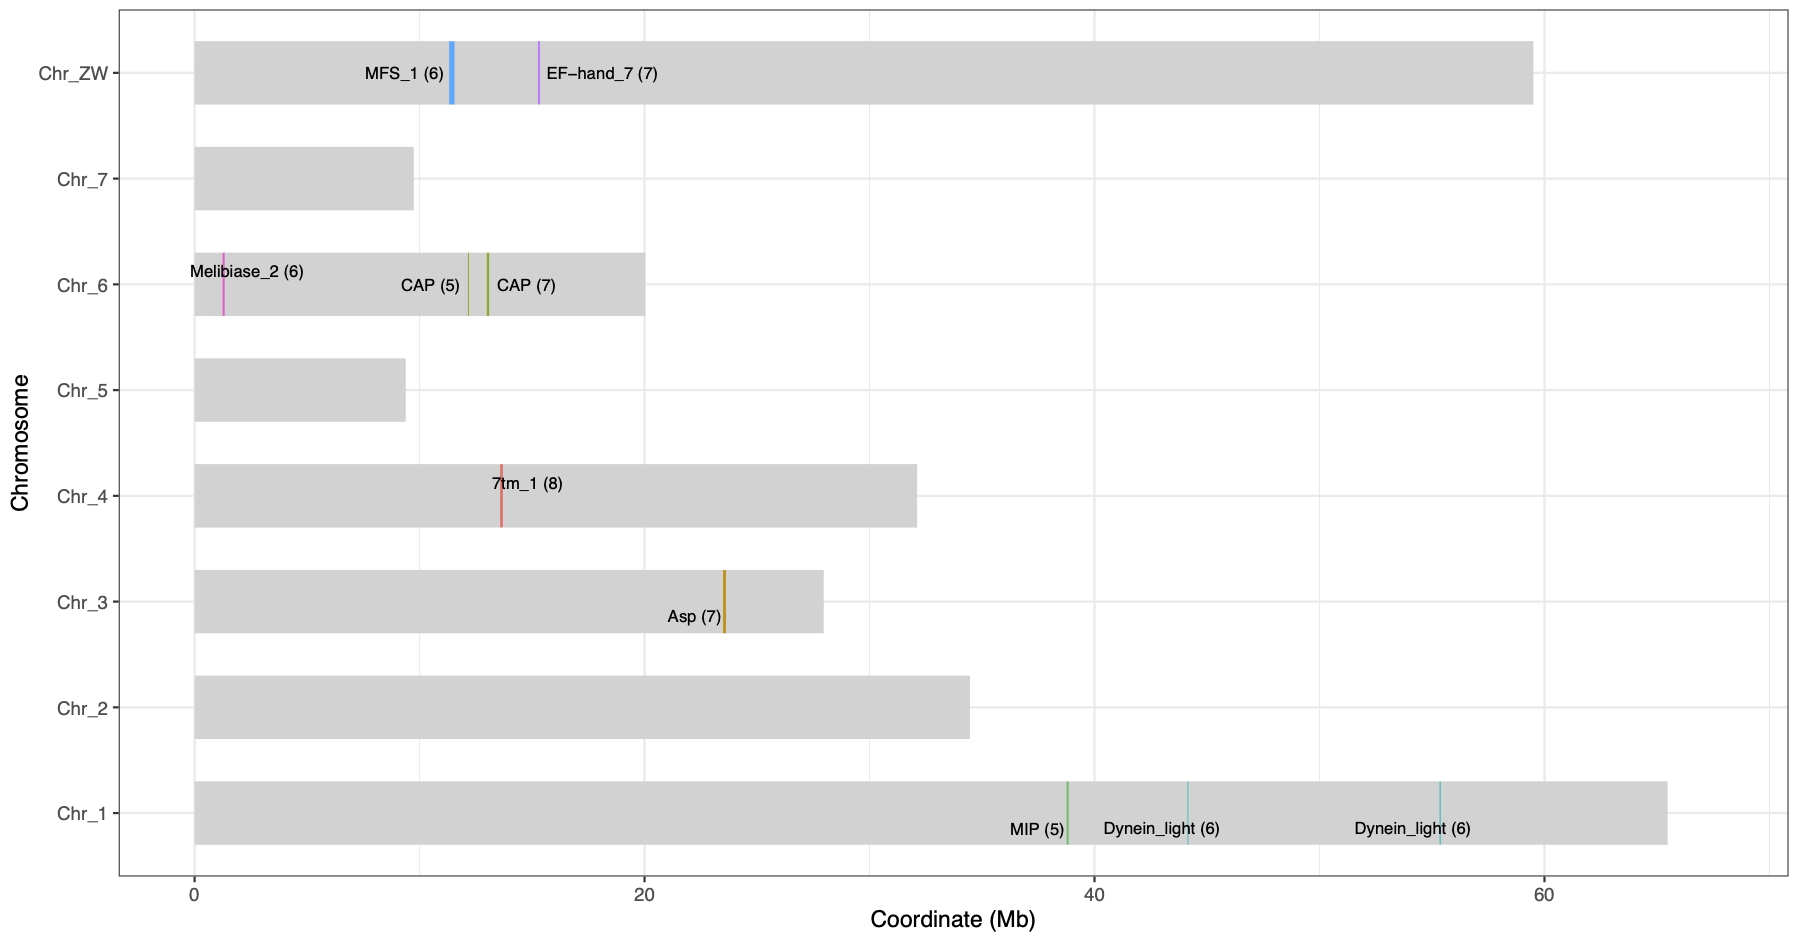 Chr_ZW
MFS_1 (6)
EF−hand_7 (7)
Chr_7
Chr_6
Melibiase_2 (6)
CAP (5)
CAP (7)
Chr_5
Chr_4
7tm_1 (8)
Chr_3
Asp (7)
Chr_2
Chr_1
MIP (5)
Dynein_light (6)
Dynein_light (6)
Chromosome
0
20
40
60
Coordinate (Mb)